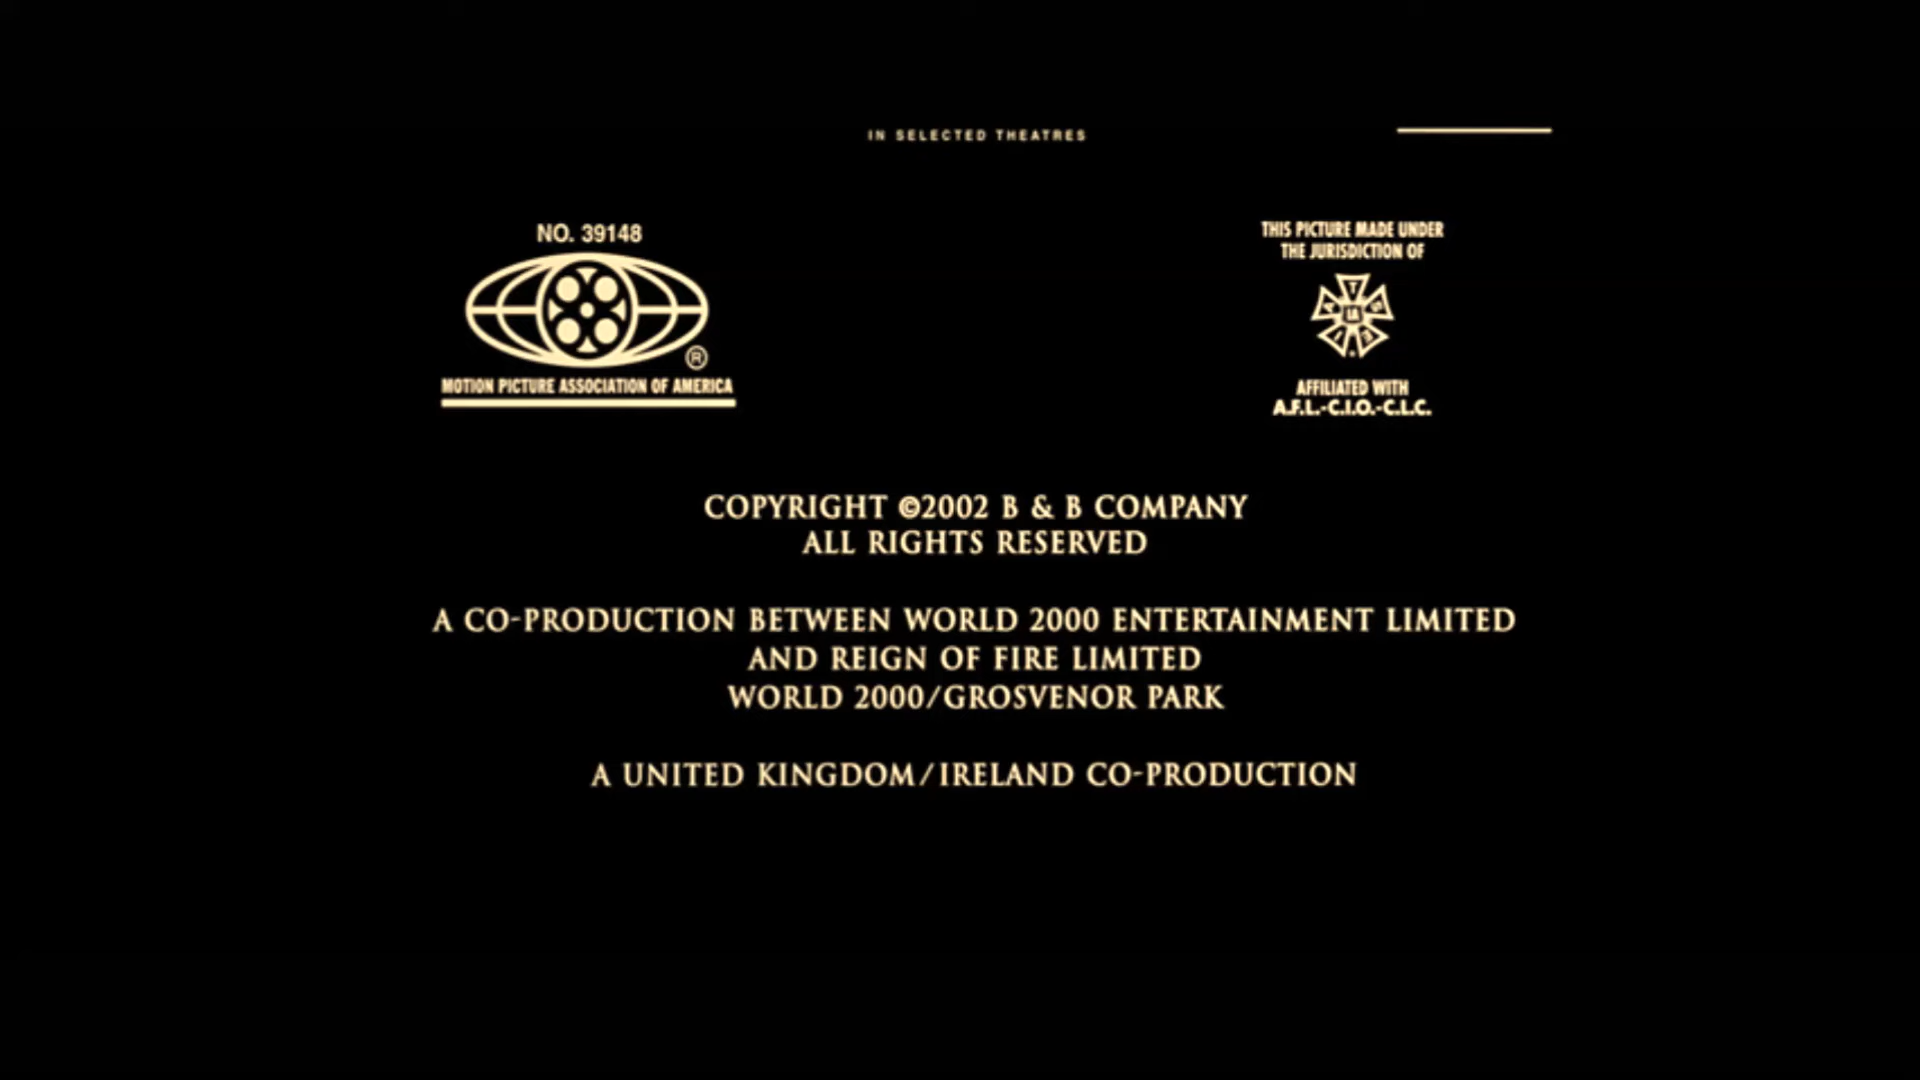 IN SELECTED THEATRES
NO. 39148
MOTION PICTURE ASSOCIATION OF AMERICA
®
THIS PICTURE MADE UNDER
THE JURISDICTION OF
I A T S E
IA
AFFILIATED WITH
A.F.L.-C.I.O.-C.L.C.
COPYRIGHT ©2002 B & B COMPANY
ALL RIGHTS RESERVED
A CO-PRODUCTION BETWEEN WORLD 2000 ENTERTAINMENT LIMITED
AND REIGN OF FIRE LIMITED
WORLD 2000/GROSVENOR PARK
A UNITED KINGDOM/IRELAND CO-PRODUCTION